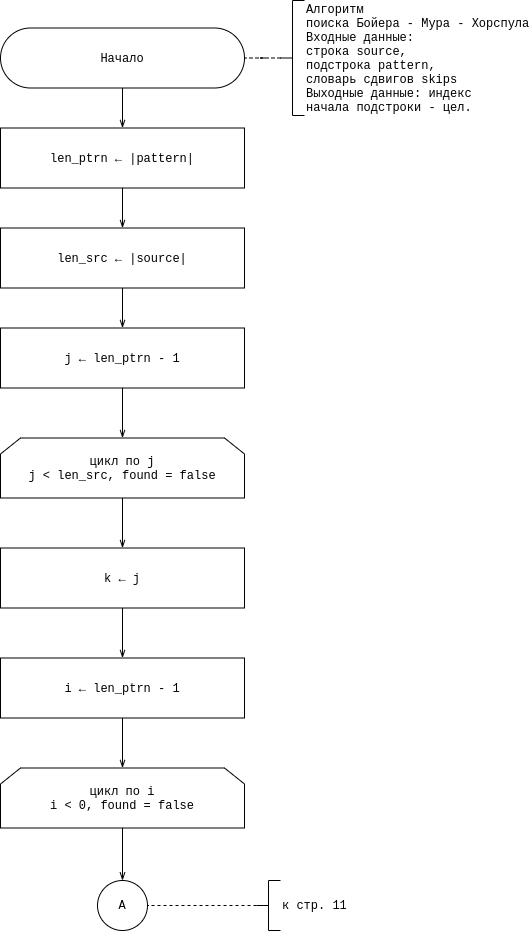 Алгоритм
поиска Бойера - Мура - Хорспула
Входные данные:
строка source,
подстрока pattern,
словарь сдвигов skips
Выходные данные: индекс
начала подстроки - цел.
Начало
len_ptrn ← |pattern|
len_src ← |source|
j ← len_ptrn - 1
цикл по j
j < len_src, found = false
k ← j
i ← len_ptrn - 1
цикл по i
i < 0, found = false
А
к стр. 11